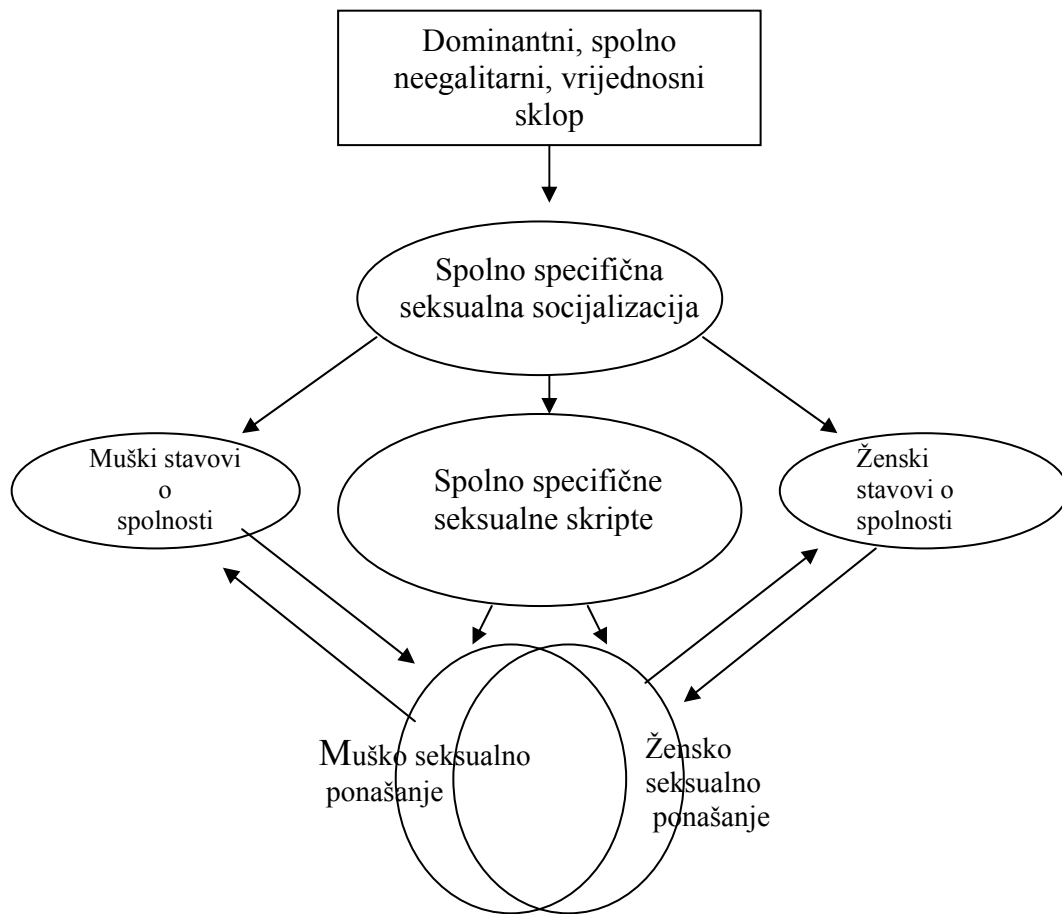 Dominantni, spolno
neegalitarni, vrijednosni
sklop
Spolno specifična
seksualna socijalizacija
Muški stavovi
o
spolnosti
Spolno specifične
seksualne skripte
Ženski
stavovi o
spolnosti
Muško seksualno
ponašanje
Žensko
seksualno
ponašanje